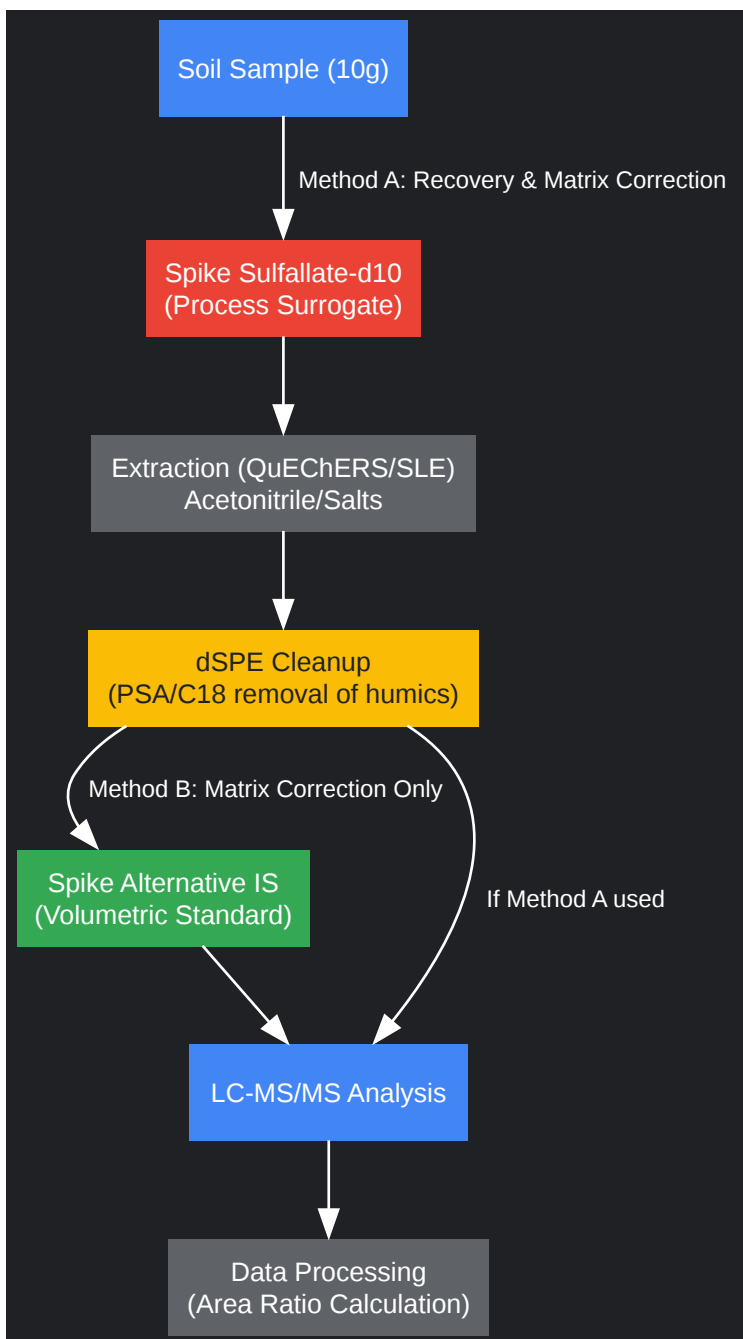 Soil Sample (10g)
Method A: Recovery & Matrix Correction
Spike Sulfallate-d10
(Process Surrogate)
Extraction (QuEChERS/SLE)
Acetonitrile/Salts
dSPE Cleanup
(PSA/C18 removal of humics)
Method B: Matrix Correction Only
Spike Alternative IS
(Volumetric Standard)
If Method A used
LC-MS/MS Analysis
Data Processing
(Area Ratio Calculation)